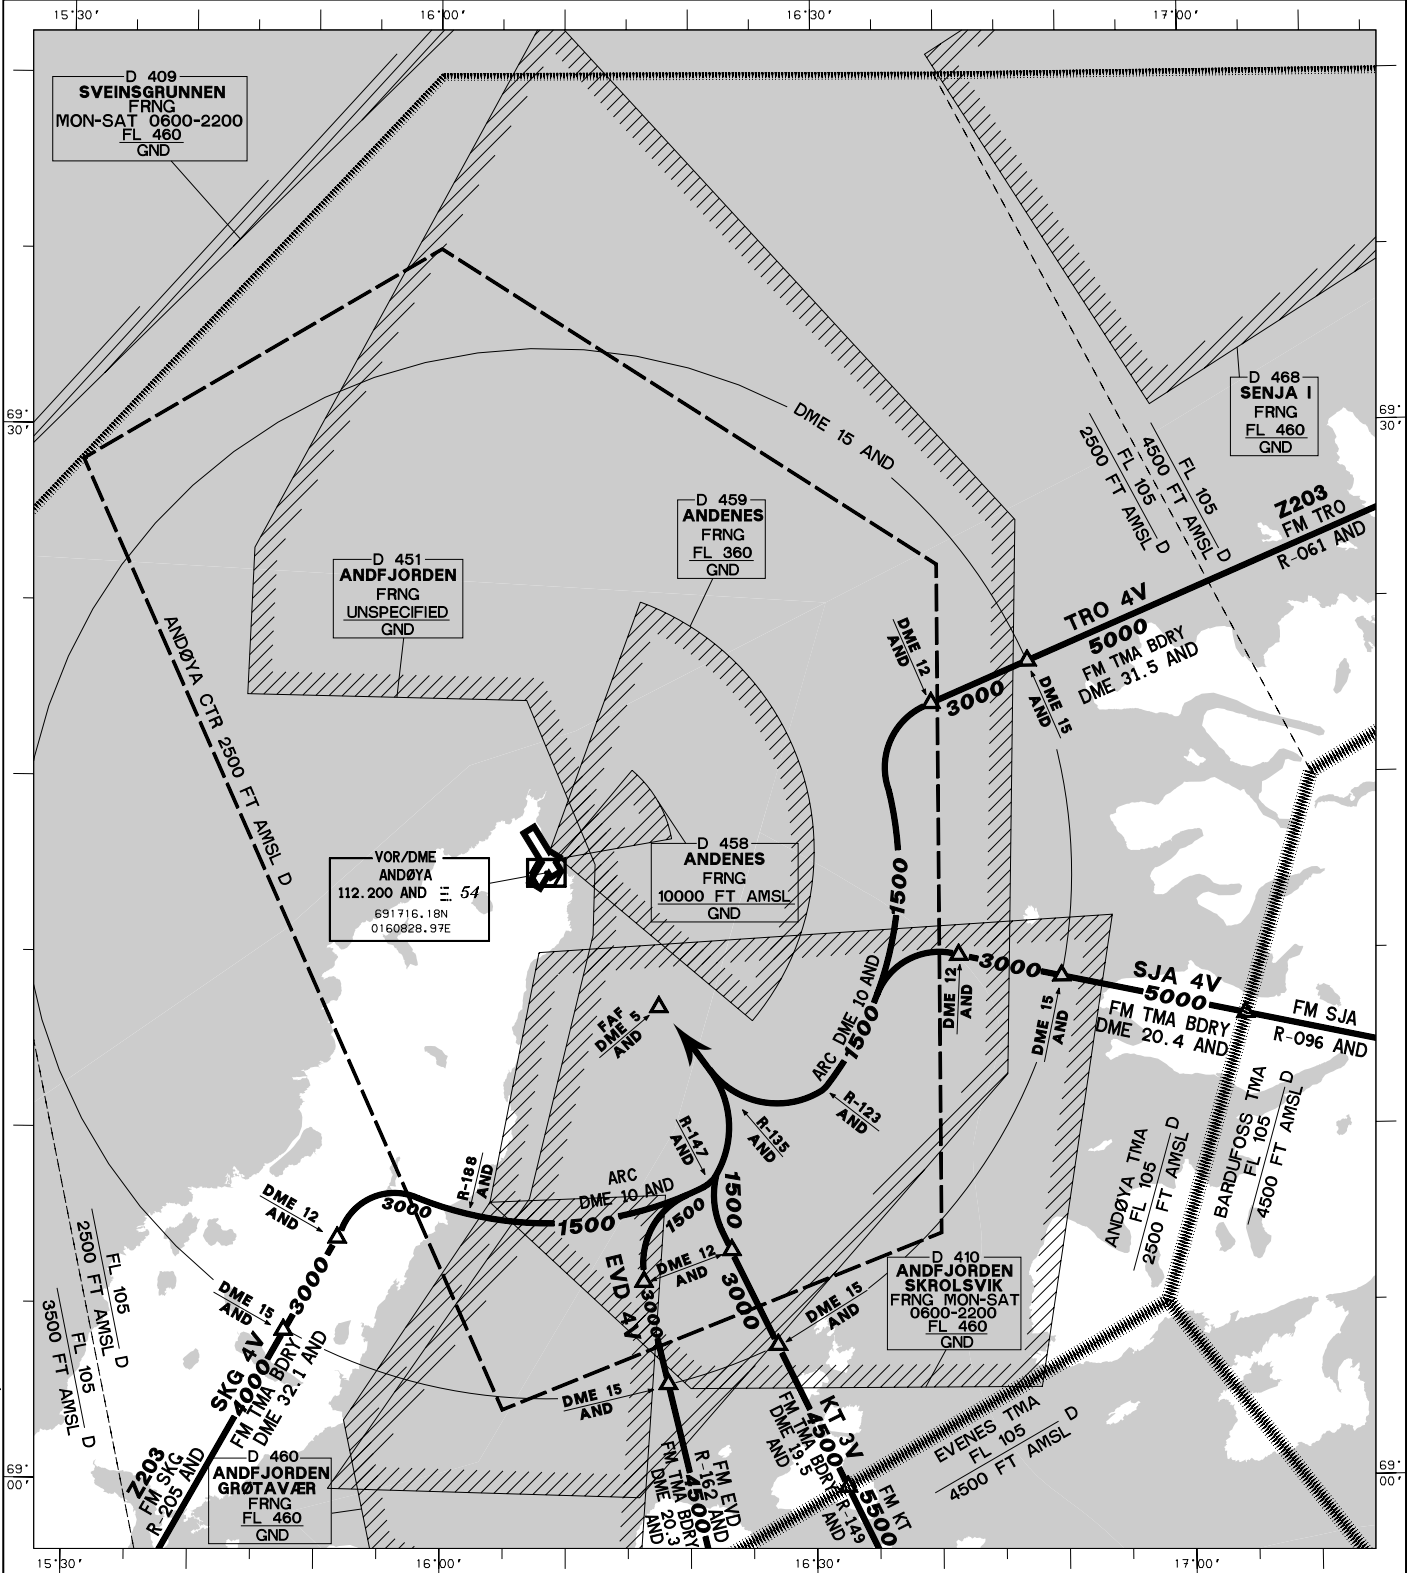 15°30'
16°00'
16°30'
17°00'
D 409
SVEINSGRUNNEN
FRNG
MON-SAT 0600-2200
FL 460
GND
69°
30'
69°
30'
D 468
SENJA I
FRNG
FL 460
GND
DME 15 AND
FL 105
2500 FT AMSL D
FL 105
4500 FT AMSL D
Z203
FM TRO
R-061 AND
D 459
ANDENES
FRNG
FL 360
GND
D 451
ANDFJORDEN
FRNG
UNSPECIFIED
GND
ANDØYA CTR 2500 FT AMSL D
TRO 4V
5000
FM TMA BDRY
DME 31.5 AND
DME 12
AND
3000
DME 15
AND
D 458
ANDENES
FRNG
10000 FT AMSL
GND
VOR/DME
ANDØYA
112.200 AND 54
691716.18N
0160828.97E
1500
SJA 4V
5000
FM TMA BDRY
DME 20.4 AND
FM SJA
R-096 AND
3000
DME 12
AND
DME 15
AND
FAF
DME 5
AND
ARC DME 10 AND
1500
R-123
AND
R-135
AND
R-147
AND
R-188
AND
ARC
DME 10 AND
1500
1500
1500
3000
DME 12
AND
DME 12
AND
3000
EVD 4V
3000
3000
DME 15
AND
DME 15
AND
DME 15
AND
D 410
ANDFJORDEN
SKROLSVIK
FRNG MON-SAT
0600-2200
FL 460
GND
ANDØYA TMA
FL 105
2500 FT AMSL D
BARDUFOSS TMA
FL 105
4500 FT AMSL D
EVENES TMA
FL 105
4500 FT AMSL D
FL 105
2500 FT AMSL D
FL 105
3500 FT AMSL D
SKG 4V
4000
FM TMA BDRY
DME 32.1 AND
Z203
FM SKG
R-205 AND
D 460
ANDFJORDEN
GRØTAVÆR
FRNG
FL 460
GND
FM EVD
R-162 AND
4500
FM TMA BDRY
DME 20.3
AND
KT 3V
4500
FM TMA BDRY
DME 19.5
AND
FM KT
5500
R-149
AND
69°
00'
69°
00'
15°30'
16°00'
16°30'
17°00'